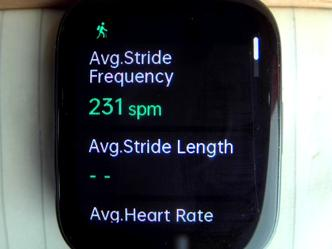 Avg.Stride
Frequency
231 spm
Avg.Stride Length
--
Avg.Heart Rate